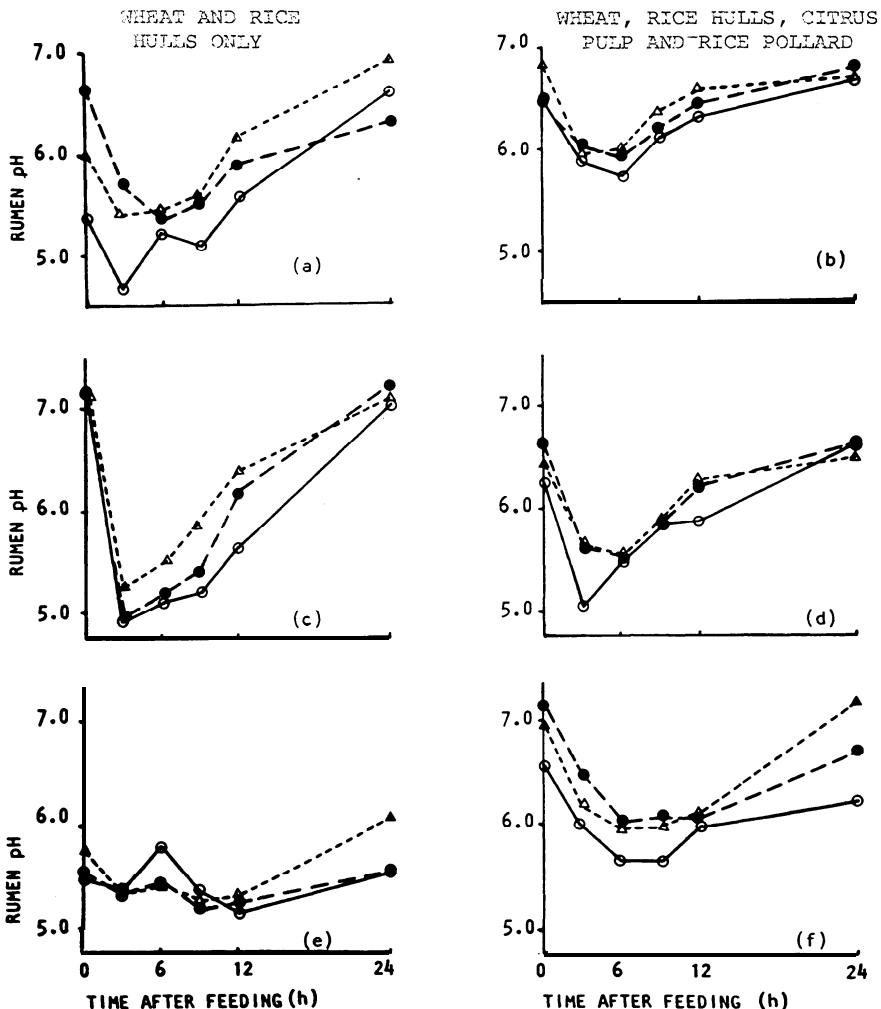 WHEAT AND RICE
HULLS ONLY
WHEAT, RICE HULLS, CITRUS
PULP AND RICE POLLARD
7.0
6.0
5.0
RUMEN pH
(a)
7.0
6.0
5.0
(b)
7.0
6.0
5.0
RUMEN pH
(c)
7.0
6.0
5.0
(d)
7.0
6.0
5.0
RUMEN pH
(e)
0 6 12 24
TIME AFTER FEEDING (h)
7.0
6.0
5.0
(f)
0 6 12 24
TIME AFTER FEEDING (h)